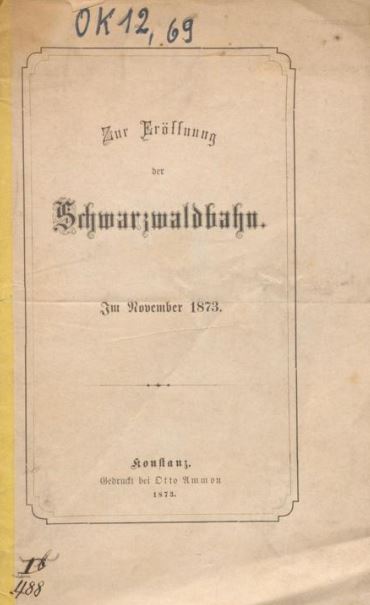 OK 12, 69
Zur Eröffnung
der
Schwarzwaldbahn.
Im November 1873.
Konstanz.
Gedruckt bei Otto Ammon
1873.
I b
488